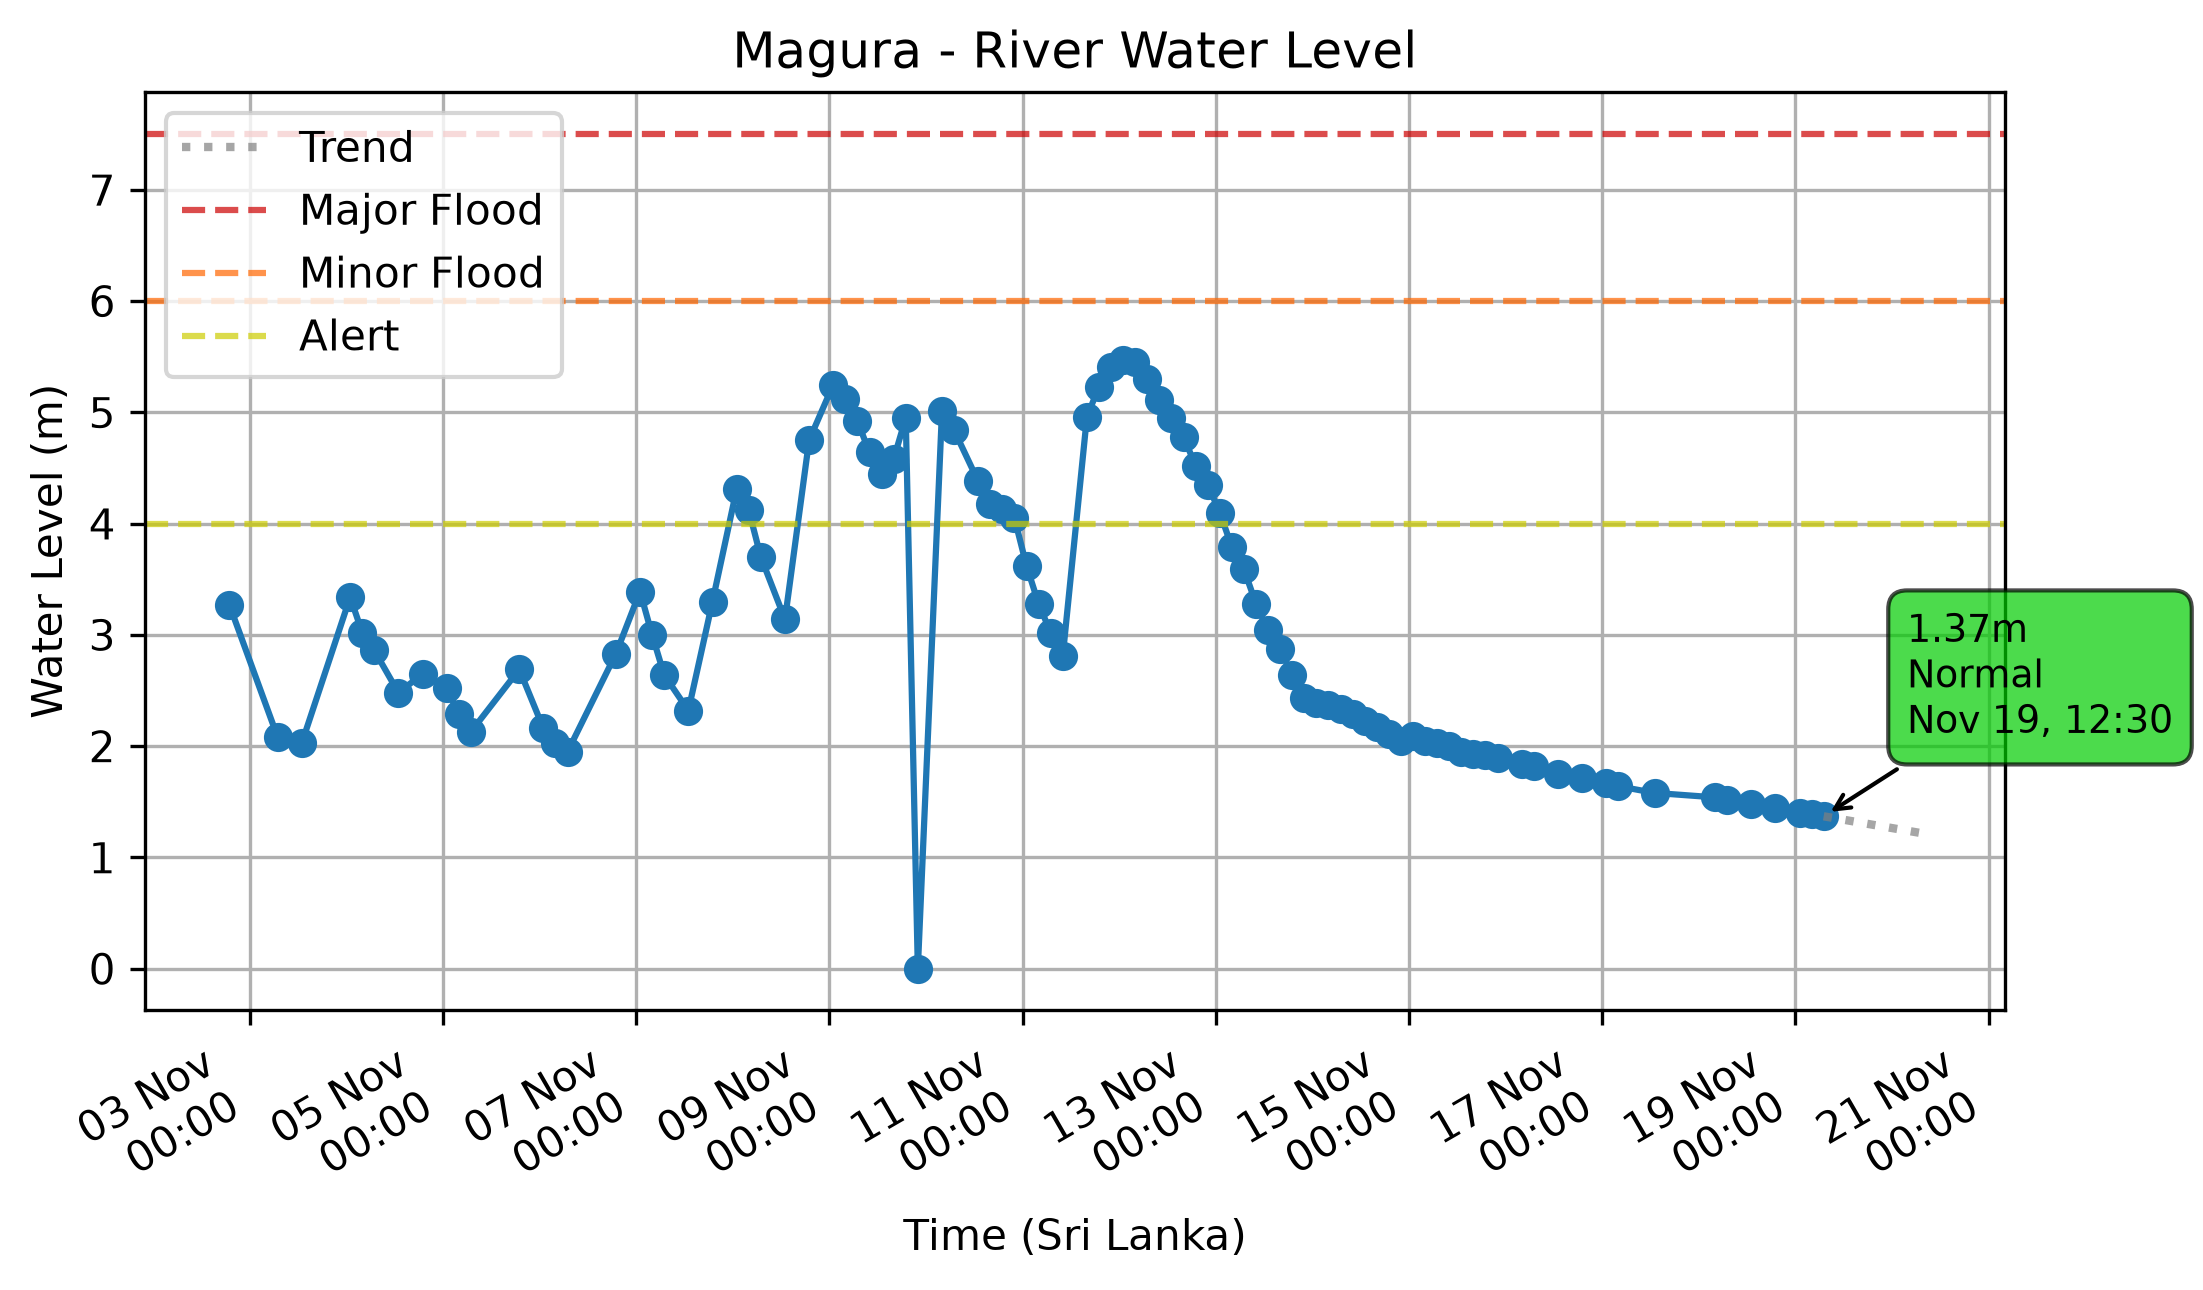 Magura - River Water Level
Trend
Major Flood
Minor Flood
Alert
Water Level (m)
7
6
5
4
3
2
1
0
1.37m
Normal
Nov 19, 12:30
03 Nov
00:00
05 Nov
00:00
07 Nov
00:00
09 Nov
00:00
11 Nov
00:00
13 Nov
00:00
15 Nov
00:00
17 Nov
00:00
19 Nov
00:00
21 Nov
00:00
Time (Sri Lanka)